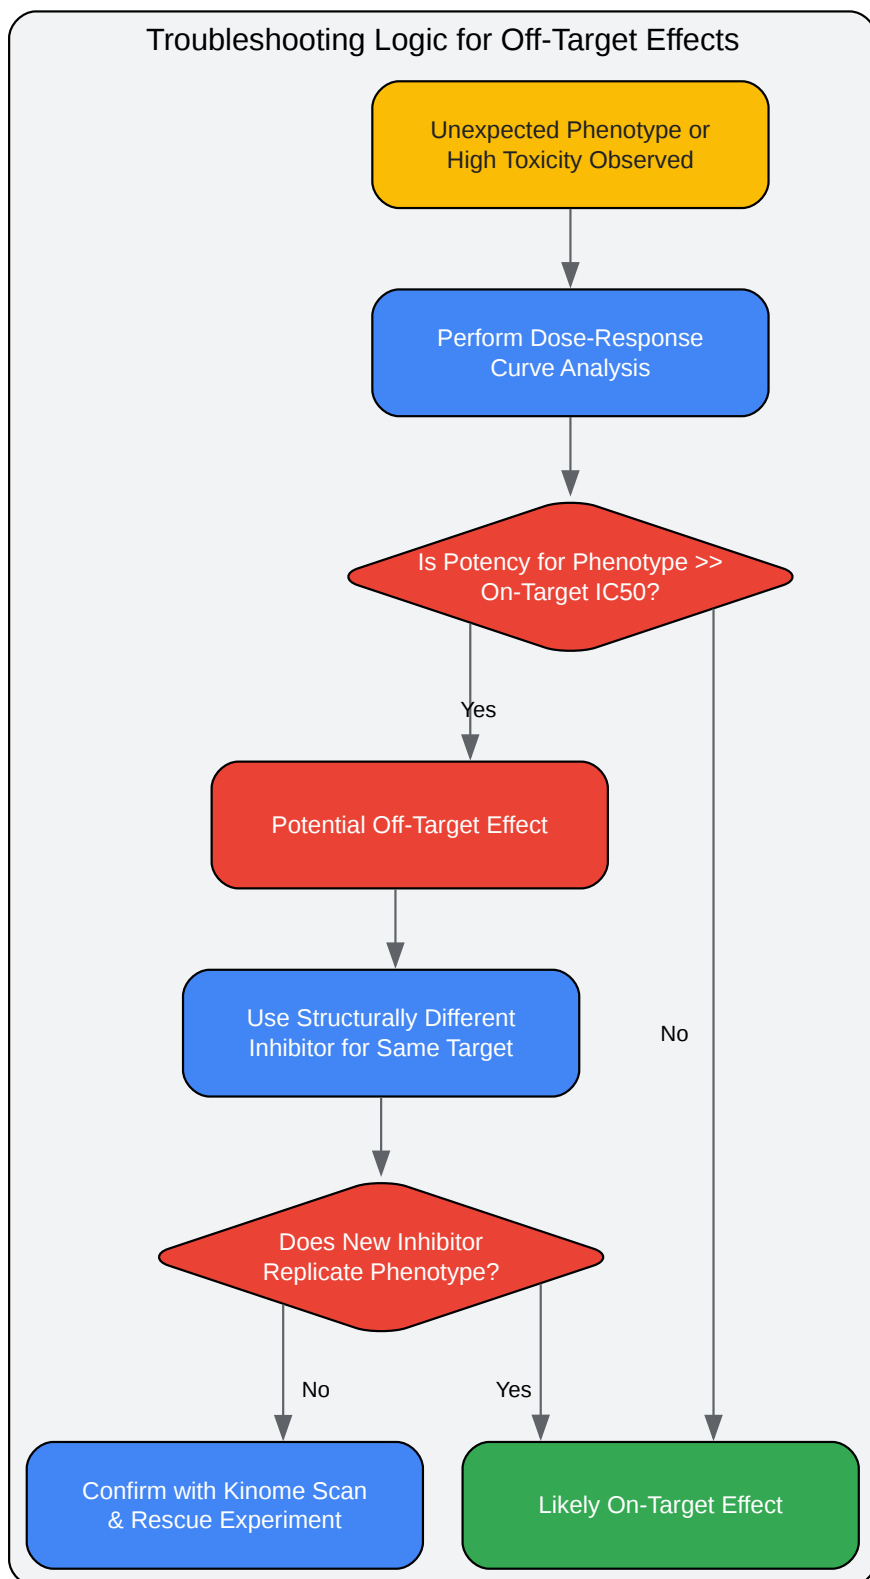 Troubleshooting Logic for Off-Target Effects
Unexpected Phenotype or
High Toxicity Observed
Perform Dose-Response
Curve Analysis
Is Potency for Phenotype >>
On-Target IC50?
Yes
Potential Off-Target Effect
Use Structurally Different
Inhibitor for Same Target
No
Does New Inhibitor
Replicate Phenotype?
No
Yes
Confirm with Kinome Scan
& Rescue Experiment
Likely On-Target Effect